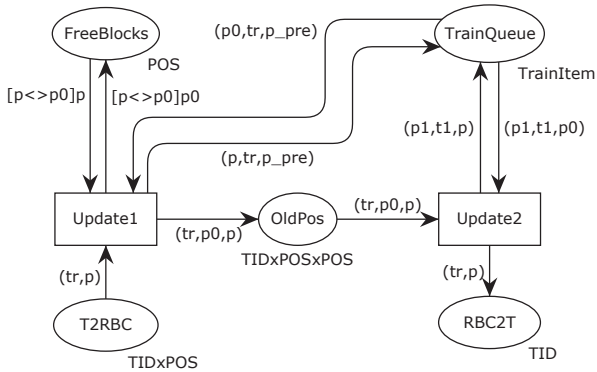 FreeBlocks
POS
(p0,tr,p_pre)
TrainQueue
TrainItem
[p<>p0]p
[p<>p0]p0
(p1,t1,p)
(p1,t1,p0)
(p,tr,p_pre)
Update1
(tr,p0,p)
OldPos
TIDxPOSxPOS
(tr,p0,p)
Update2
(tr,p)
(tr,p)
T2RBC
TIDxPOS
RBC2T
TID